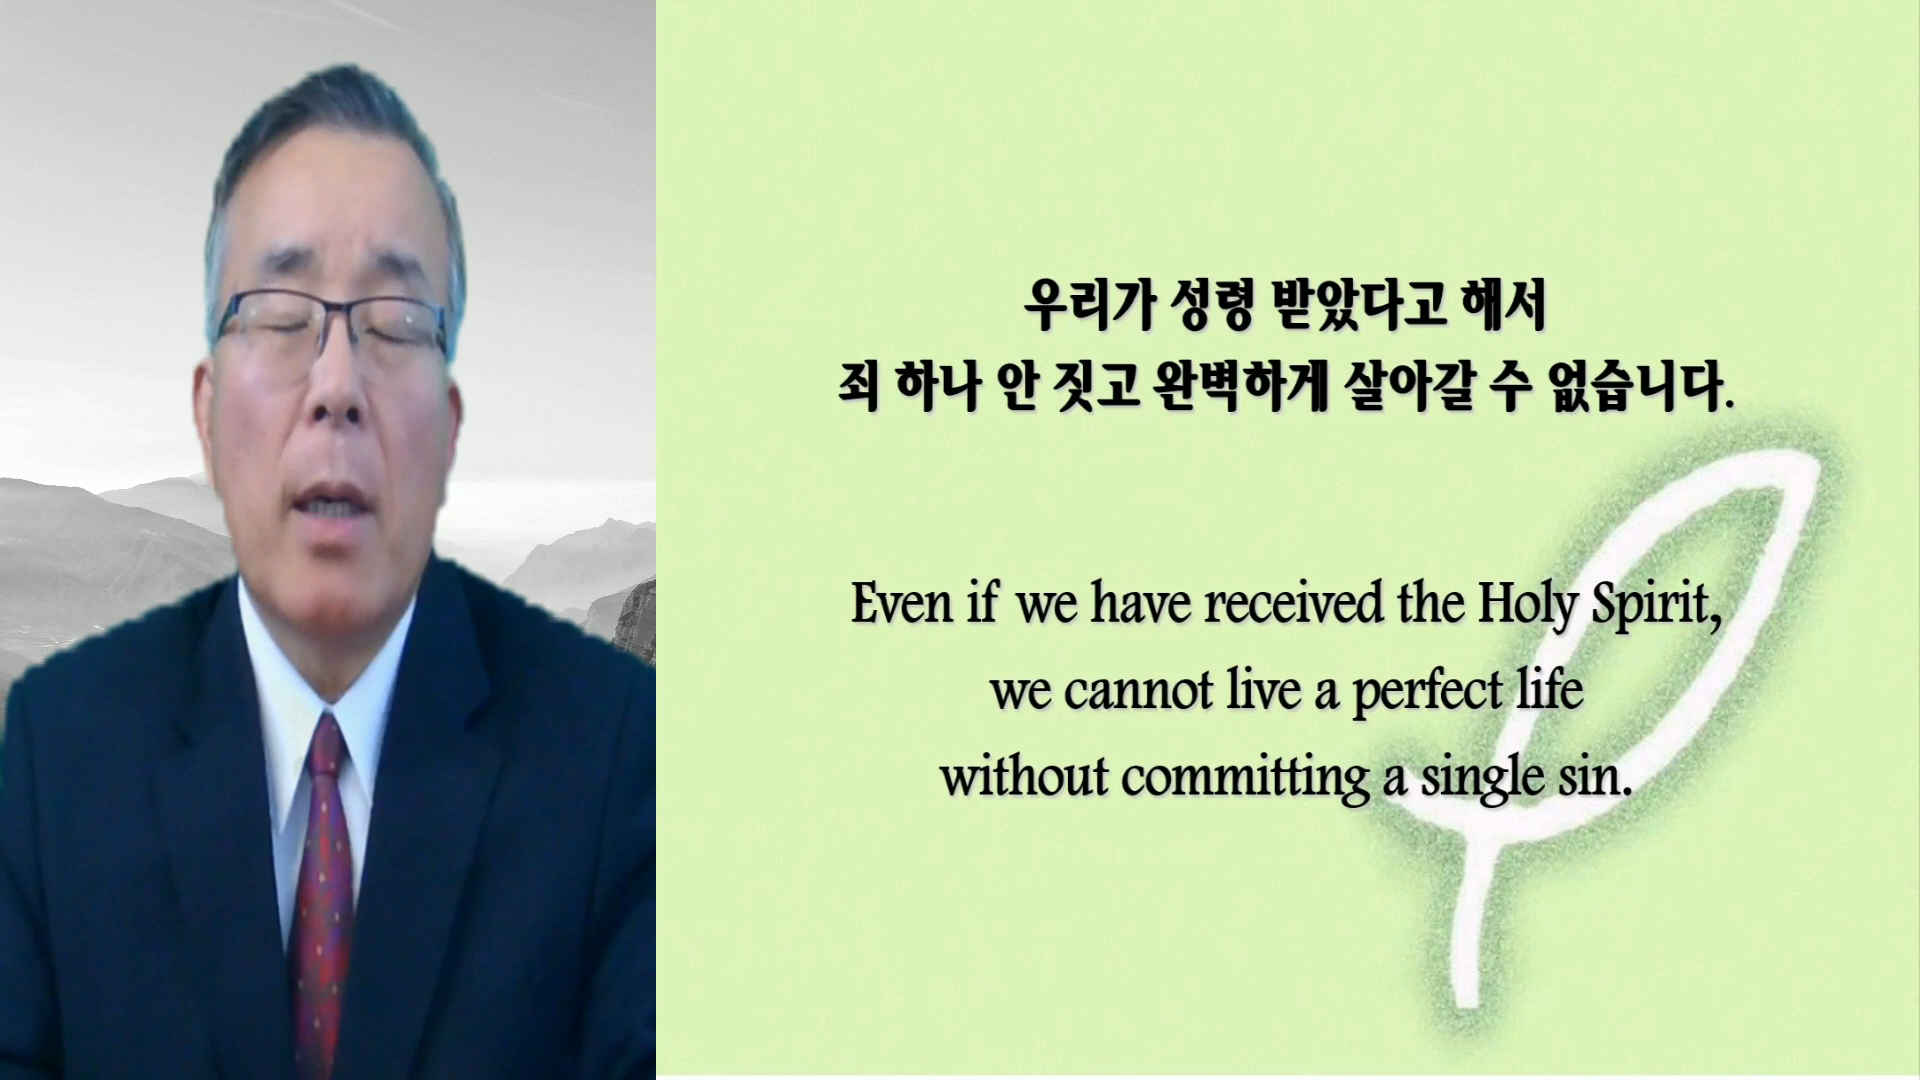 우리가 성령 받았다고 해서
죄 하나 안 짓고 완벽하게 살아갈 수 없습니다.
Even if we have received the Holy Spirit,
we cannot live a perfect life
without committing a single sin.